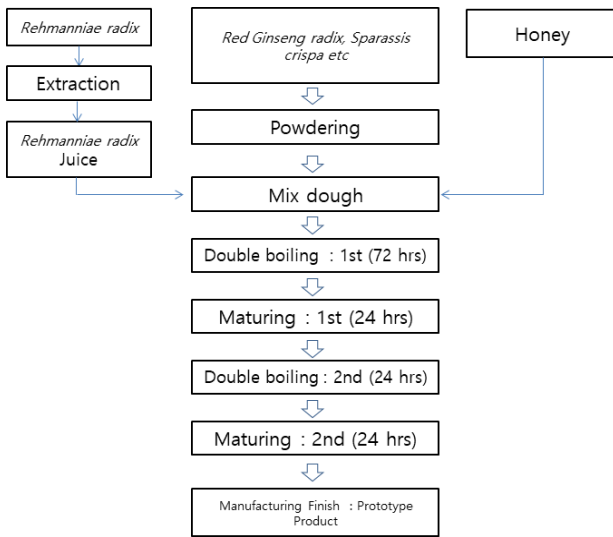 Rehmanniae radix
Extraction
Rehmanniae radix
Juice
Red Ginseng radix, Sparassis
crispa etc
Powdering
Honey
Mix dough
Double boiling : 1st (72 hrs)
Maturing : 1st (24 hrs)
Double boiling : 2nd (24 hrs)
Maturing : 2nd (24 hrs)
Manufacturing Finish : Prototype
Product